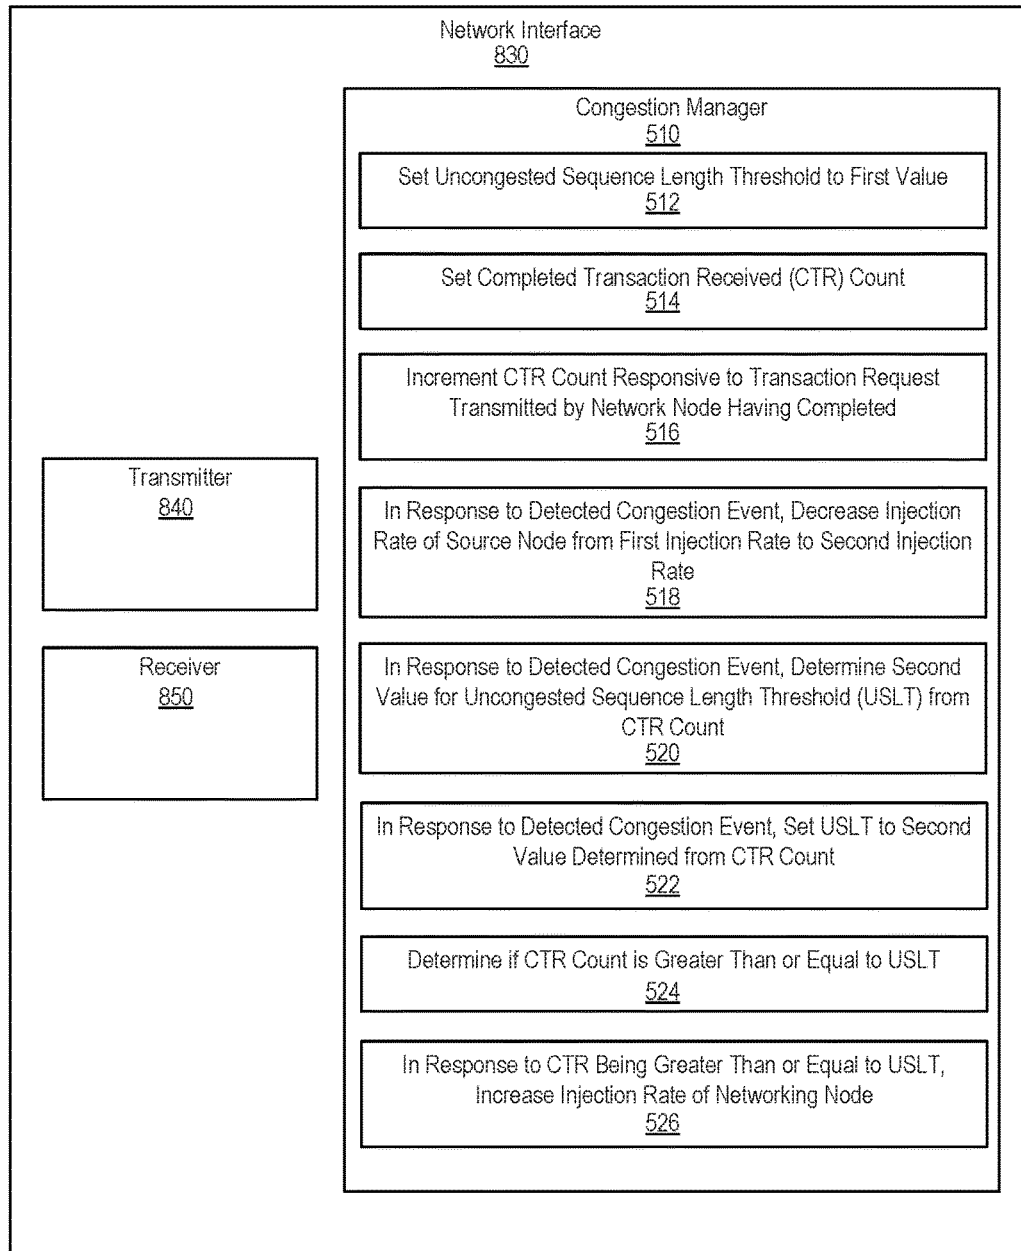 Network Interface
830
Congestion Manager
510
Set Uncongested Sequence Length Threshold to First Value
512
Set Completed Transaction Received (CTR) Count
514
Increment CTR Count Responsive to Transaction Request
Transmitted by Network Node Having Completed
516
Transmitter
840
In Response to Detected Congestion Event, Decrease Injection
Rate of Source Node from First Injection Rate to Second Injection
Rate
518
Receiver
850
In Response to Detected Congestion Event, Determine Second
Value for Uncongested Sequence Length Threshold (USLT) from
CTR Count
520
In Response to Detected Congestion Event, Set USLT to Second
Value Determined from CTR Count
522
Determine if CTR Count is Greater Than or Equal to USLT
524
In Response to CTR Being Greater Than or Equal to USLT,
Increase Injection Rate of Networking Node
526